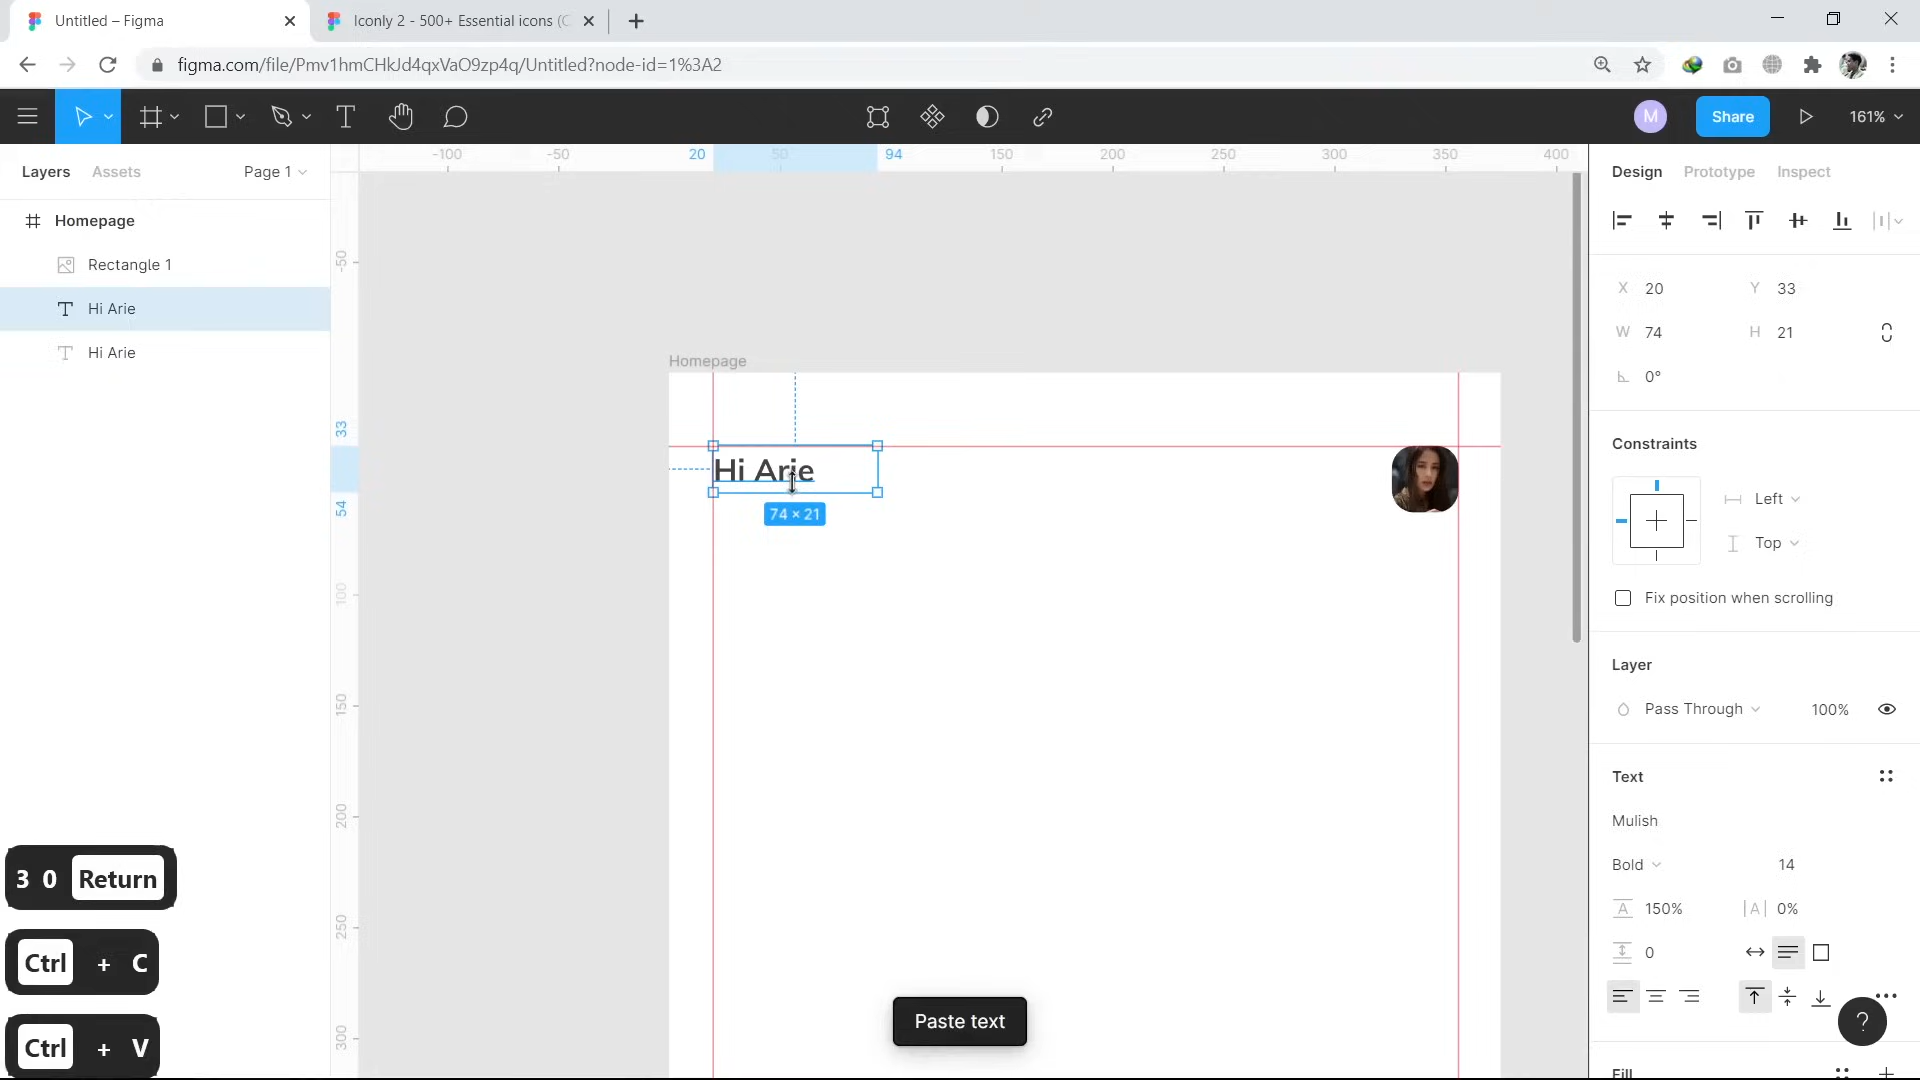 Untitled – Figma
Iconly 2 - 500+ Essential icons (C
figma.com/file/Pmv1hmCHkJd4qxVaO9zp4q/Untitled?node-id=1%3A2
M
Share
161%
Layers
Assets
Page 1
Homepage
Rectangle 1
Hi Arie
Hi Arie
-100
-50
20
50
94
150
200
250
300
350
400
-50
33
54
100
150
200
250
300
Homepage
Hi Arie
74 × 21
Paste text
3 0 Return
Ctrl + C
Ctrl + V
Design
Prototype
Inspect
X 20
Y 33
W 74
H 21
0°
Constraints
Left
Top
Fix position when scrolling
Layer
Pass Through
100%
Text
Mulish
Bold
14
A 150%
|A| 0%
0
?
Fill